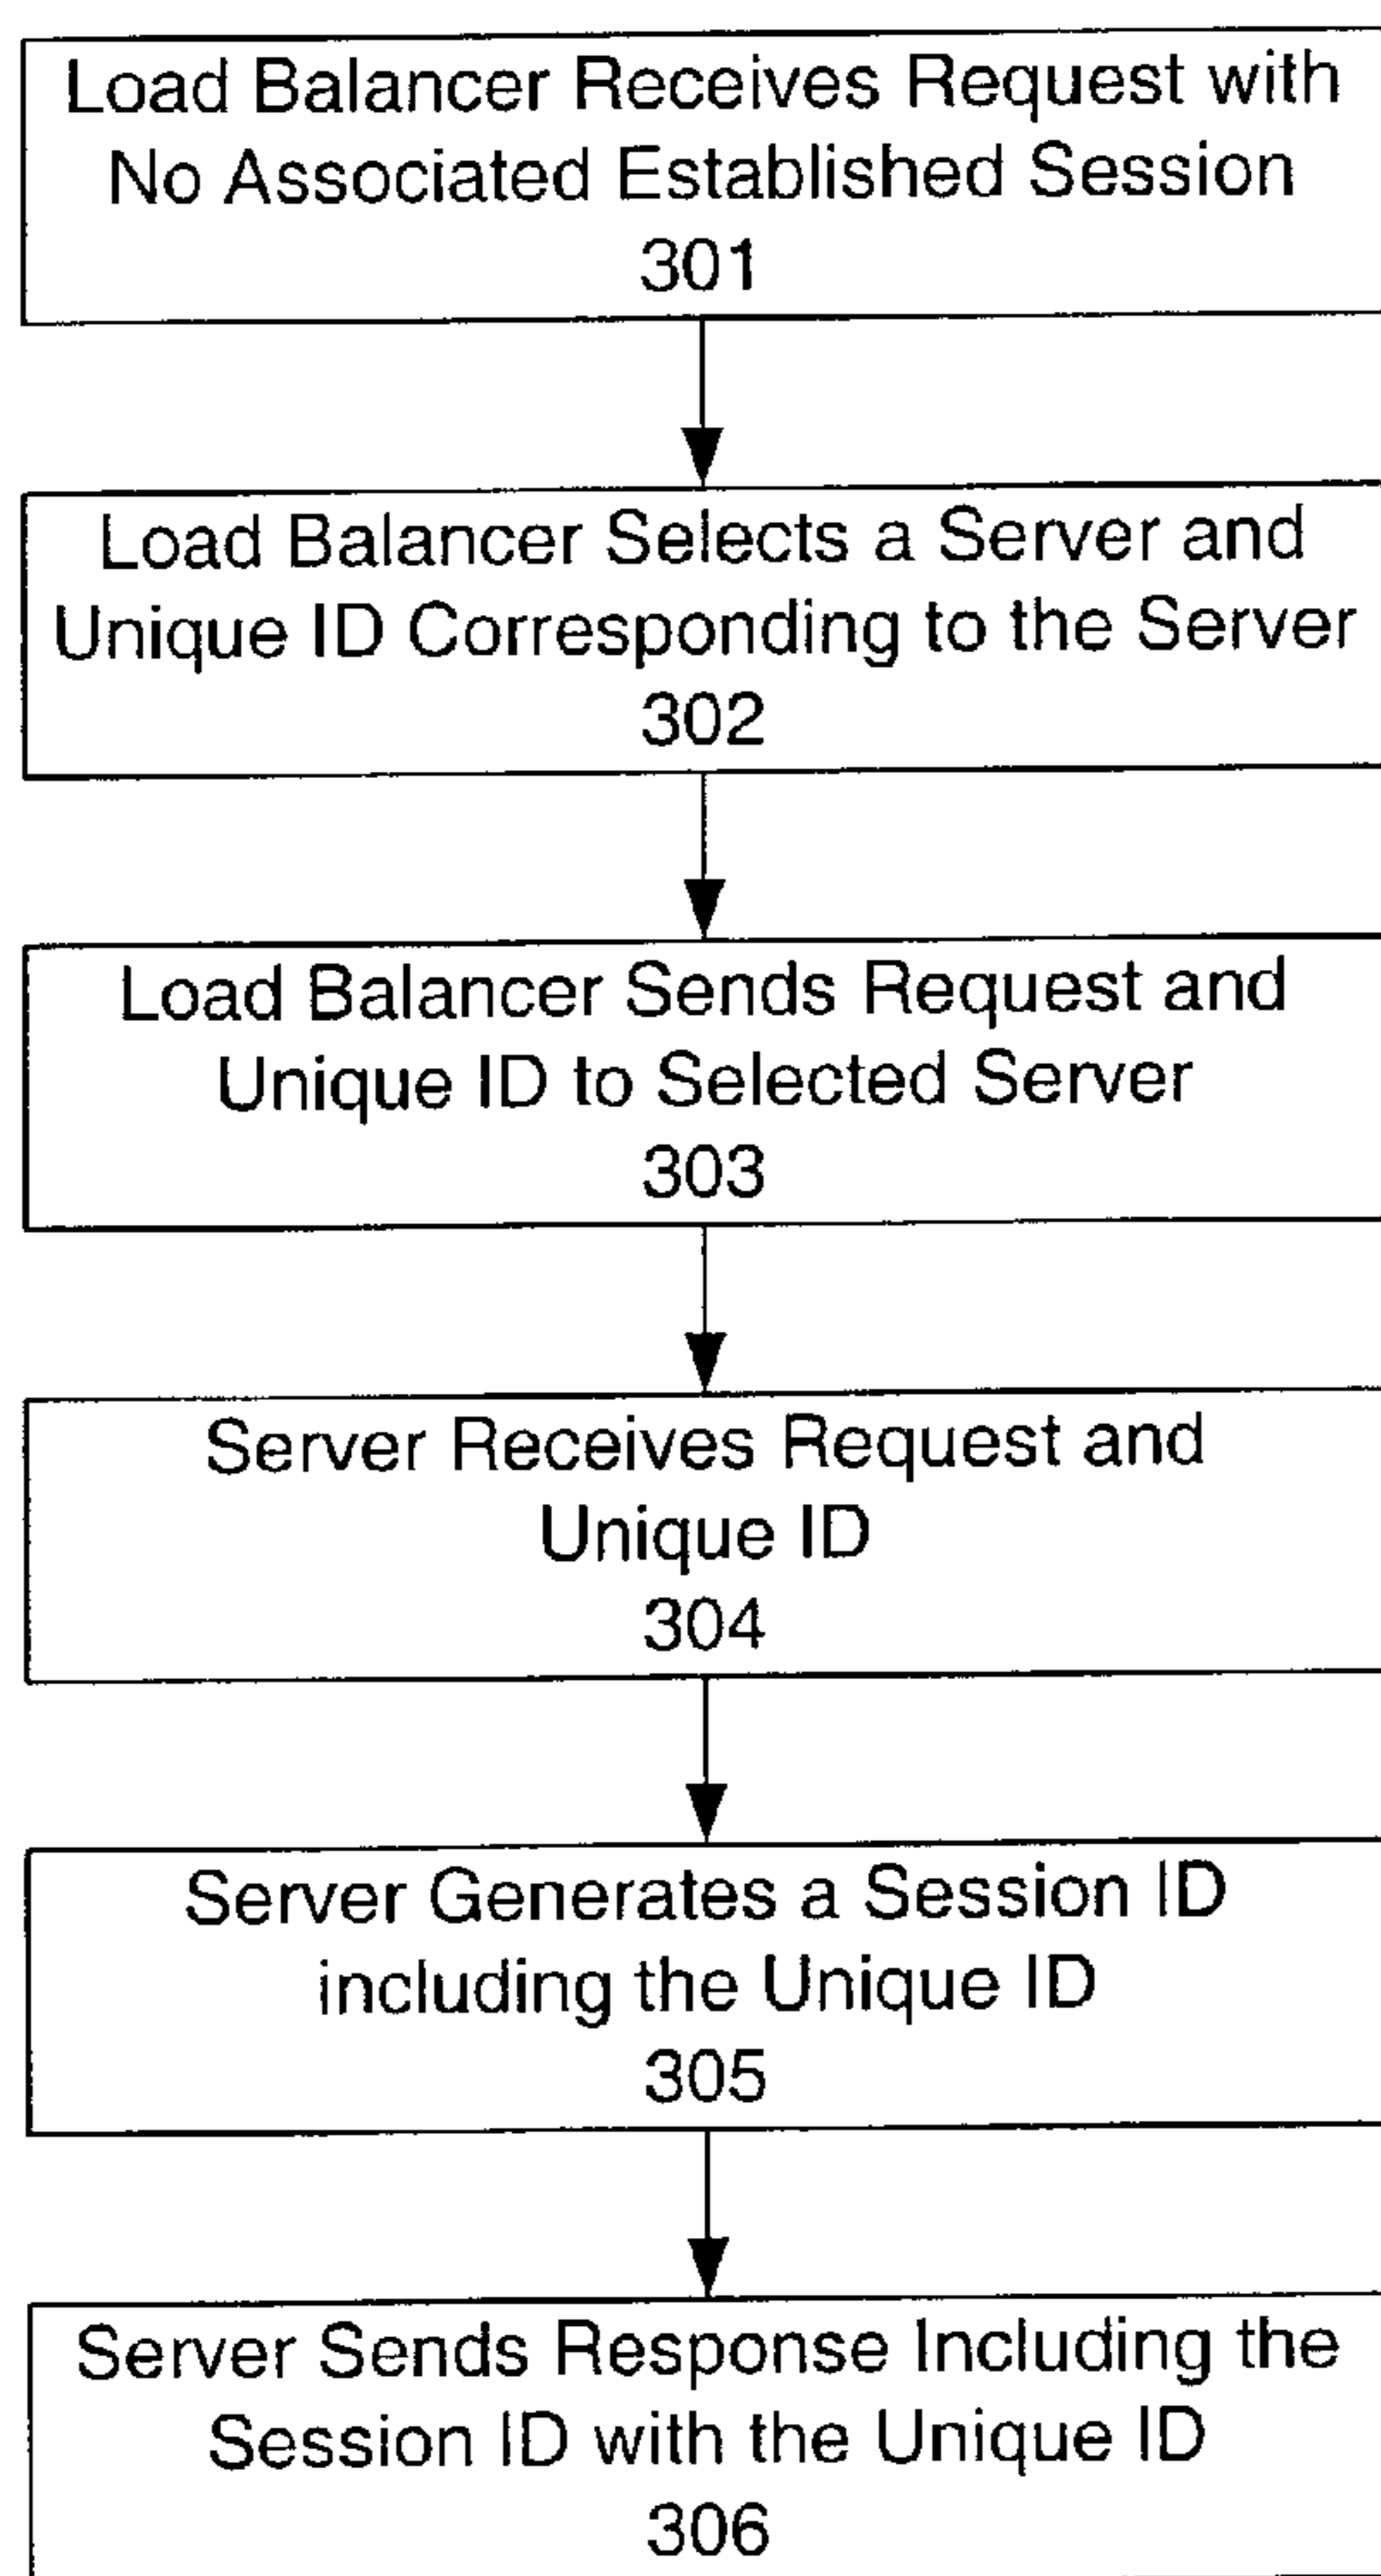 Load Balancer Receives Request with
No Associated Established Session
301
Load Balancer Selects a Server and
Unique ID Corresponding to the Server
302
Load Balancer Sends Request and
Unique ID to Selected Server
303
Server Receives Request and
Unique ID
304
Server Generates a Session ID
including the Unique ID
305
Server Sends Response Including the
Session ID with the Unique ID
306